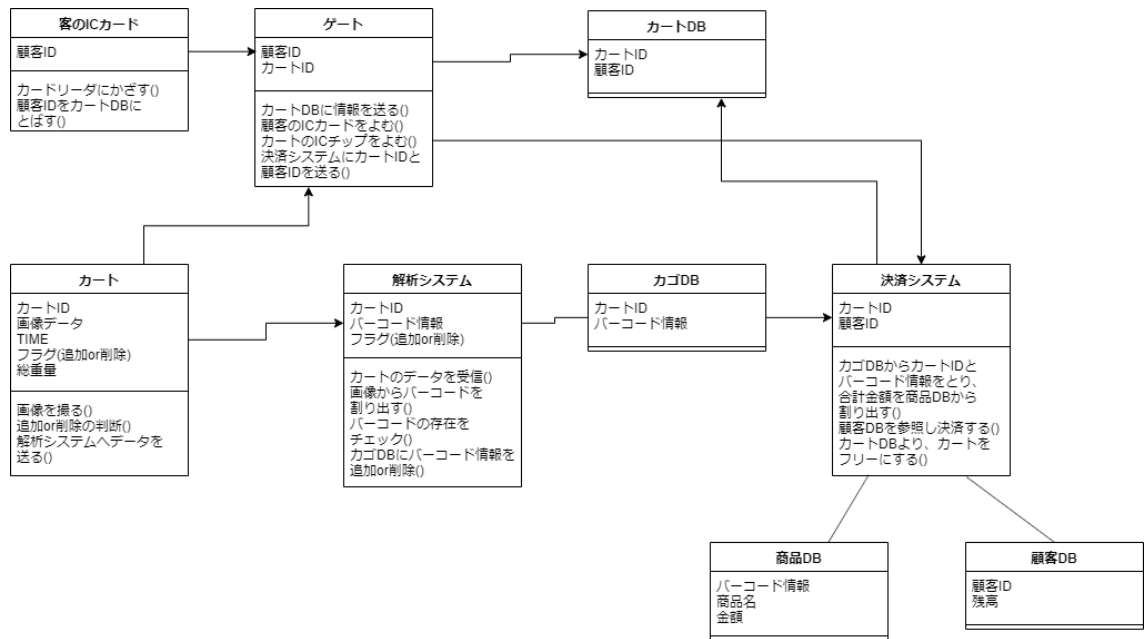 客のICカード
顧客ID
カードリーダにかざす()
顧客IDをカートDBに
とばす()
ゲート
顧客ID
カートID
カートDBに情報を送る()
顧客のICカードをよむ()
カートのICチップをよむ()
決済システムにカートIDと
顧客IDを送る()
カートDB
カートID
顧客ID
カート
カートID
画像データ
TIME
フラグ(追加or削除)
総重量
画像を撮る()
追加or削除の判断()
解析システムへデータを
送る()
解析システム
カートID
バーコード情報
フラグ(追加or削除)
カートのデータを受信()
画像からバーコードを
割り出す()
バーコードの存在を
チェック()
カゴDBにバーコード情報を
追加or削除()
カゴDB
カートID
バーコード情報
決済システム
カートID
顧客ID
カゴDBからカートIDと
バーコード情報をとり、
合計金額を商品DBから
割り出す()
顧客DBを参照し決済する()
カートDBより、カートを
フリーにする()
商品DB
バーコード情報
商品名
金額
顧客DB
顧客ID
残高